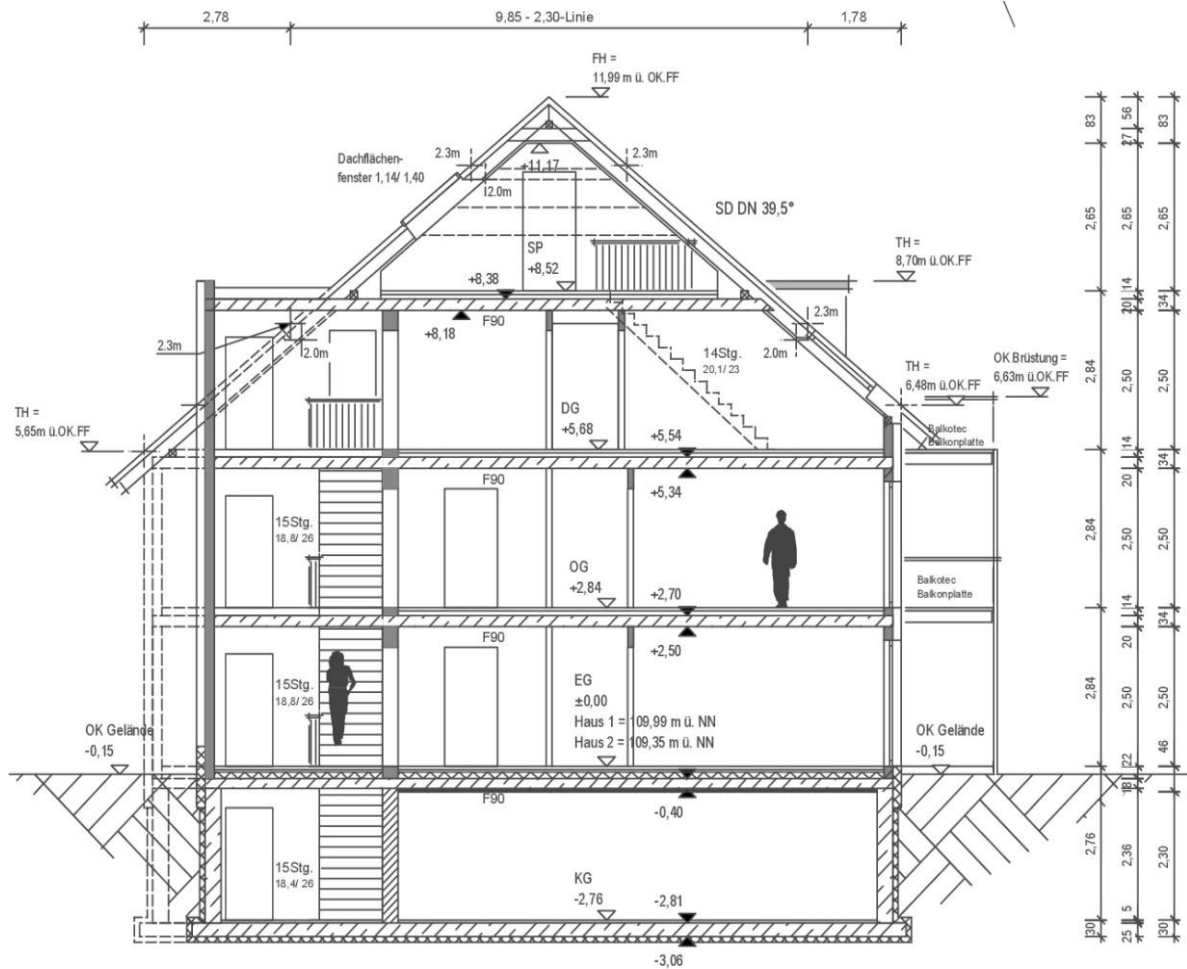 2,78
9,85 - 2,30-Linie
1,78
FH =
11,99 m ü. OK.FF
Dachflächen-
fenster 1,14/ 1,40
2.3m
2.3m
+11,17
2.0m
SD DN 39,5°
SP
+8,52
TH =
8,70m ü.OK.FF
+8,38
F90
+8,18
2.3m
2.0m
2.3m
2.0m
14Stg.
20,1/ 23
TH =
6,48m ü.OK.FF
OK Brüstung =
6,63m ü.OK.FF
TH =
5,65m ü.OK.FF
DG
+5,68
+5,54
Balkotec
Balkonplatte
F90
+5,34
15Stg.
18,8/ 26
OG
+2,84
+2,70
Balkotec
Balkonplatte
F90
+2,50
15Stg.
18,8/ 26
EG
±0,00
Haus 1 = 109,99 m ü. NN
Haus 2 = 109,35 m ü. NN
OK Gelände
-0,15
OK Gelände
-0,15
F90
-0,40
15Stg.
18,4/ 26
KG
-2,76
-2,81
-3,06
83
2,65
2,84
2,84
2,84
2,76
30
56
27
2,65
14
20
2,50
14
20
2,50
14
20
2,50
22
18
2,36
5
25
83
2,65
34
2,50
34
2,50
34
2,50
46
2,30
30